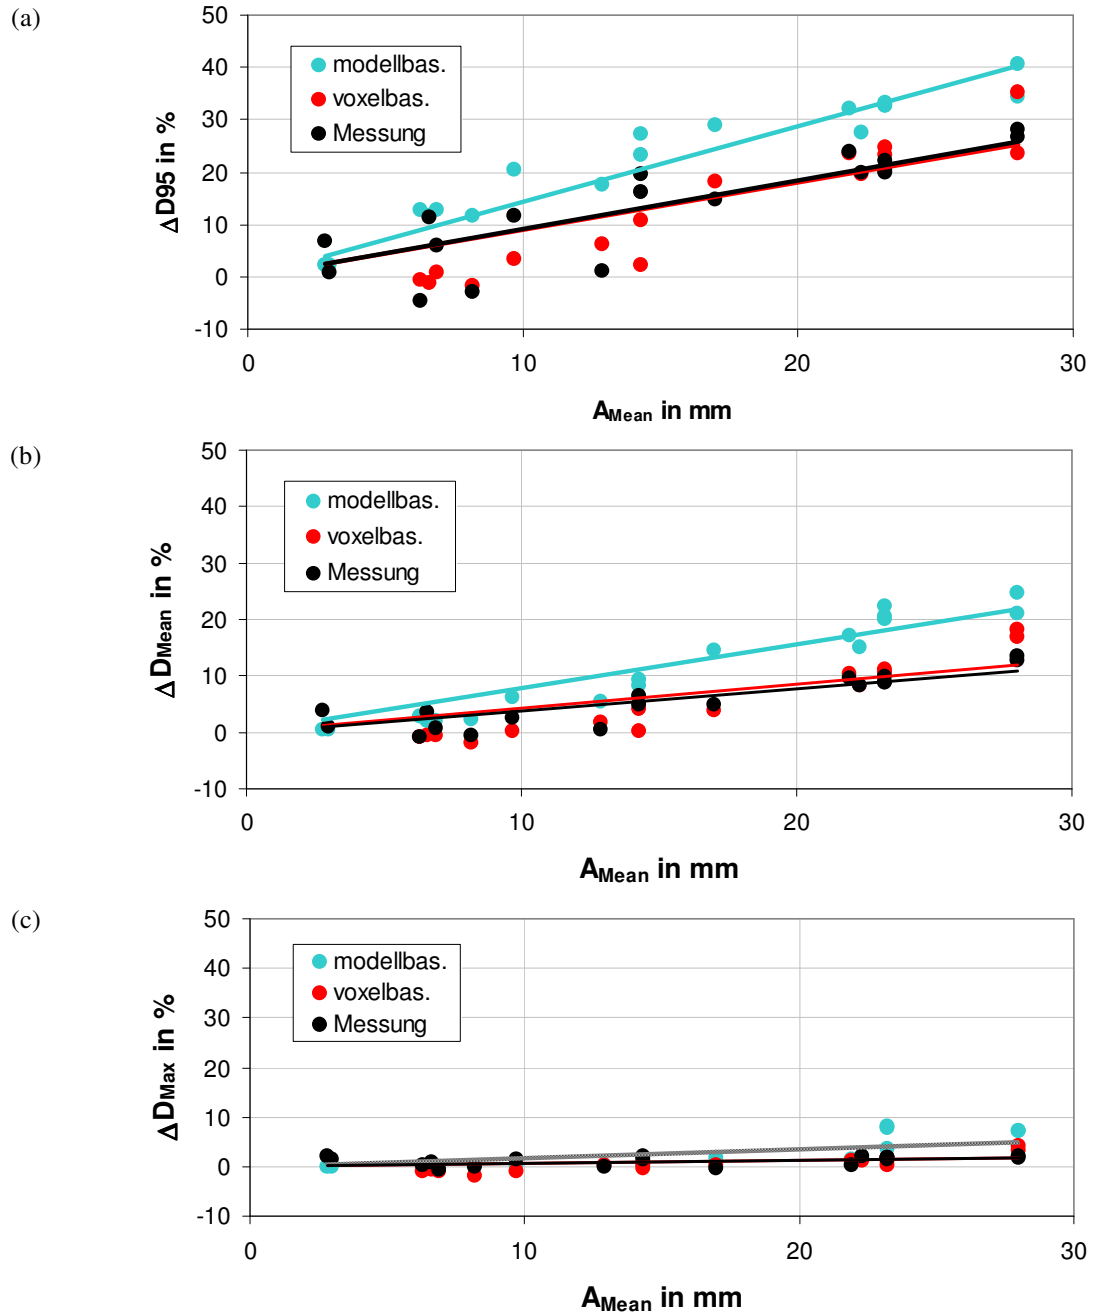 (a)
50
40
30
20
10
0
-10
ΔD95 in %
modellbas.
voxelbas.
Messung
0 10 20 30
AMean in mm
(b)
50
40
30
20
10
0
-10
ΔDMean in %
modellbas.
voxelbas.
Messung
0 10 20 30
AMean in mm
(c)
50
40
30
20
10
0
-10
ΔDMax in %
modellbas.
voxelbas.
Messung
0 10 20 30
AMean in mm